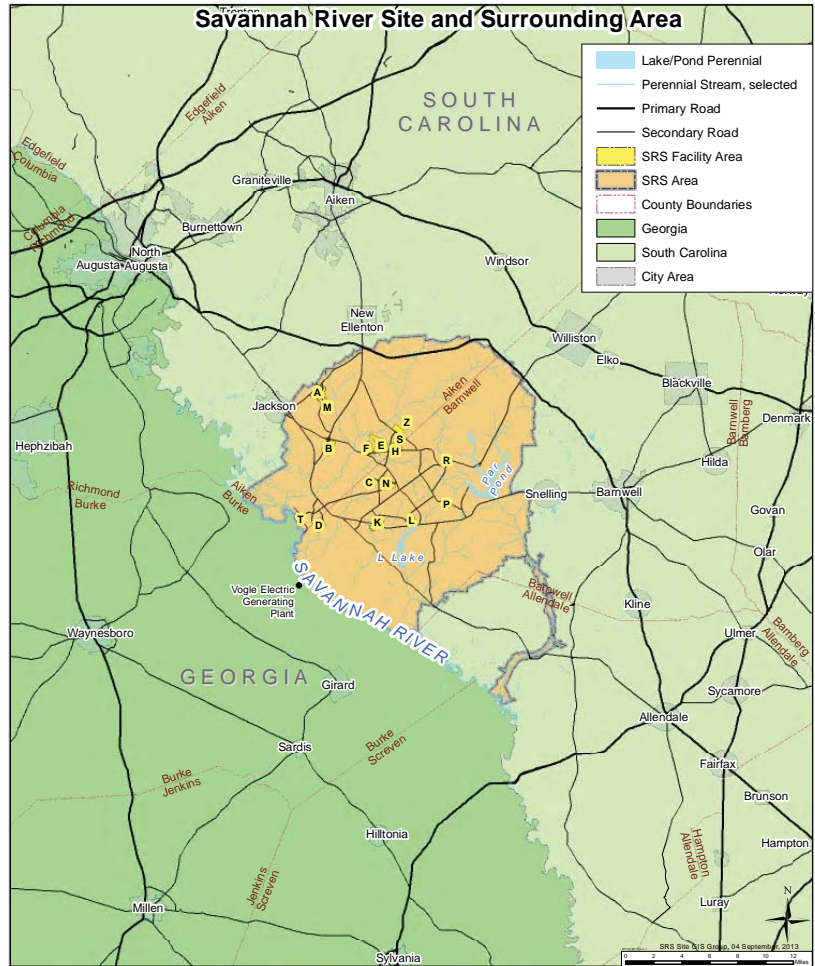 Savannah River Site and Surrounding Area
Lake/Pond Perennial
Perennial Stream, selected
Primary Road
Secondary Road
SRS Facility Area
SRS Area
County Boundaries
Georgia
South Carolina
City Area
SOUTH
CAROLINA
Edgefield
Aiken
Edgefield
Columbia
Columbia
Richmond
Graniteville
Aiken
Burnettown
North
Augusta
Augusta
Windsor
New
Ellenton
Williston
Elko
Blackville
Denmark
Aiken
Barnwell
Barnwell
Bamberg
Jackson
A
M
Z
S
B
F
E
H
R
C
N
P
T
D
K
L
Par
Pond
L Lake
Hephzibah
Richmond
Burke
Aiken
Burke
Snelling
Barnwell
Hilda
Govan
Olar
SAVANNAH RIVER
Vogle Electric
Generating
Plant
Barnwell
Allendale
Kline
Ulmer
Bamberg
Allendale
Waynesboro
GEORGIA
Girard
Sycamore
Allendale
Sardis
Burke
Screven
Fairfax
Burke
Jenkins
Brunson
Hilltonia
Hampton
Allendale
Hampton
Jenkins
Screven
Millen
Luray
N
Sylvania
SRS Site GIS Group, 04 September, 2013
0 2 4 6 8 10 12
Miles